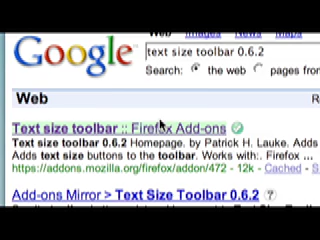 Web Images News Maps
Google
text size toolbar 0.6.2
Search: the web pages from
Web R
Text size toolbar :: Firefox Add-ons
Text size toolbar 0.6.2 Homepage. by Patrick H. Lauke. Adds
Adds text size buttons to the toolbar. Works with:. Firefox ...
https://addons.mozilla.org/firefox/addon/472 - 12k - Cached - S
Addons Mirror > Text Size Toolbar 0.6.2 ?